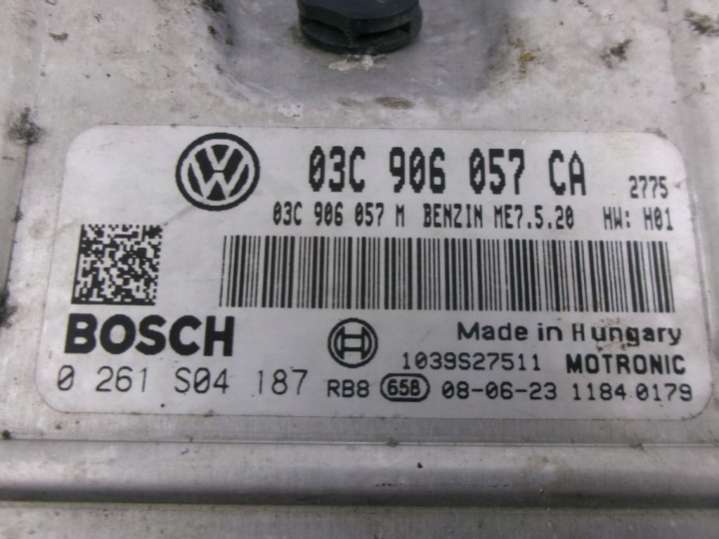 03C 906 057 CA 2775
03C 906 057 M BENZIN ME7.5.20 HW: H01
BOSCH Made in Hungary
1039S27511 MOTRONIC
0 261 S04 187 RB8 658 08-06-23 1184 0179